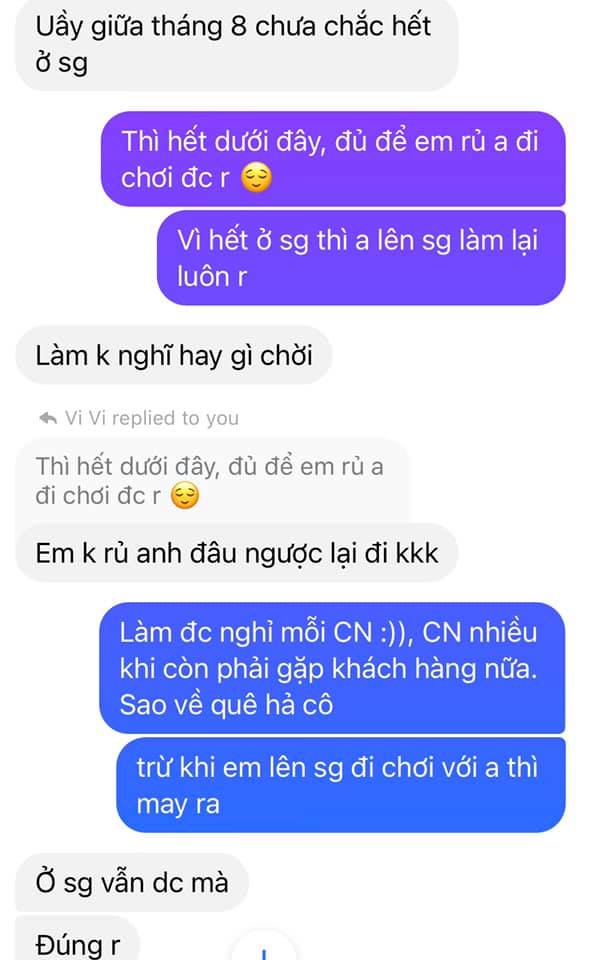 Uầy giữa tháng 8 chưa chắc hết
ở sg
Thì hết dưới đây, đủ để em rủ a đi
chơi đc r 😌
Vì hết ở sg thì a lên sg làm lại
luôn r
Làm k nghĩ hay gì chời
Vi Vi replied to you
Thì hết dưới đây, đủ để em rủ a
đi chơi đc r 😌
Em k rủ anh đâu ngược lại đi kkk
Làm đc nghỉ mỗi CN :)), CN nhiều
khi còn phải gặp khách hàng nữa.
Sao về quê hả cô
trừ khi em lên sg đi chơi với a thì
may ra
Ở sg vẫn dc mà
Đúng r